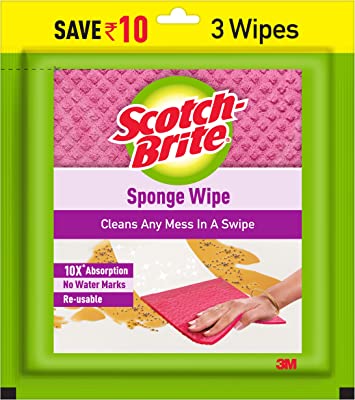 SAVE ₹10
3 Wipes
Scotch-
Brite
Sponge Wipe
Cleans Any Mess In A Swipe
10X* Absorption
No Water Marks
Re-usable
3M